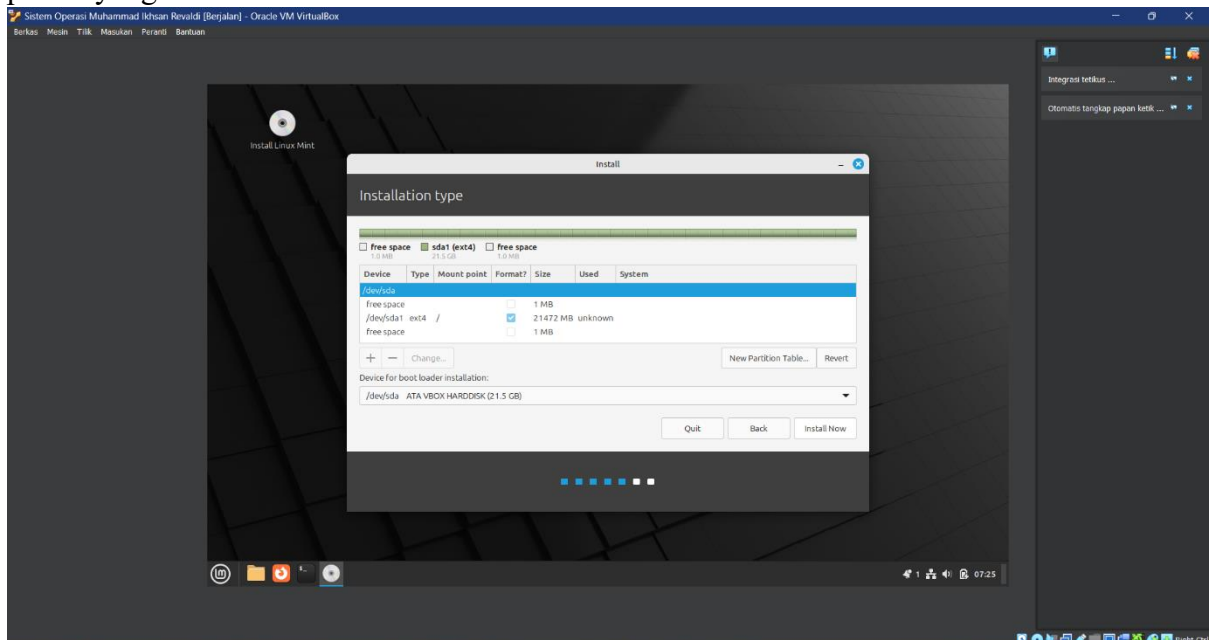 Sistem Operasi Muhammad Ikhsan Revaldi [Berjalan] - Oracle VM VirtualBox
Berkas Mesin Tilik Masukan Peranti Bantuan
Integrasi tetikus ...
Otomatis tangkap papan ketik ...
Install Linux Mint
Install
Installation type
free space sda1 (ext4) free space
1.0 MB 21.5 GB 1.0 MB
Device Type Mount point Format? Size Used System
/dev/sda
free space 1 MB
/dev/sda1 ext4 / 21472 MB unknown
free space 1 MB
+ — Change... New Partition Table... Revert
Device for boot loader installation:
/dev/sda ATA VBOX HARDDISK (21.5 GB)
Quit Back Install Now
1 07:25
Right Ctrl